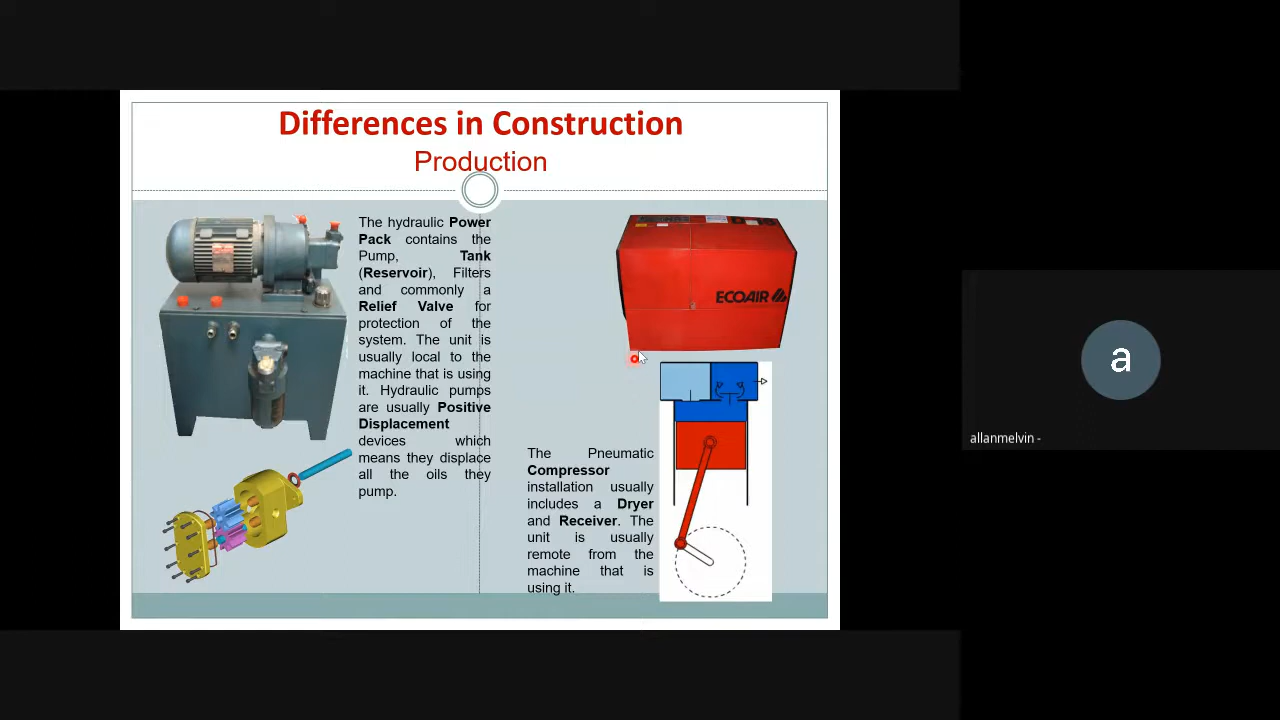 Differences in Construction
Production
The hydraulic Power
Pack contains the
Pump, Tank
(Reservoir), Filters
and commonly a
Relief Valve for
protection of the
system. The unit is
usually local to the
machine that is using
it. Hydraulic pumps
are usually Positive
Displacement
devices which
means they displace
all the oils they
pump.
ECOAIR
The Pneumatic
Compressor
installation usually
includes a Dryer
and Receiver. The
unit is usually
remote from the
machine that is
using it.
a
allanmelvin -